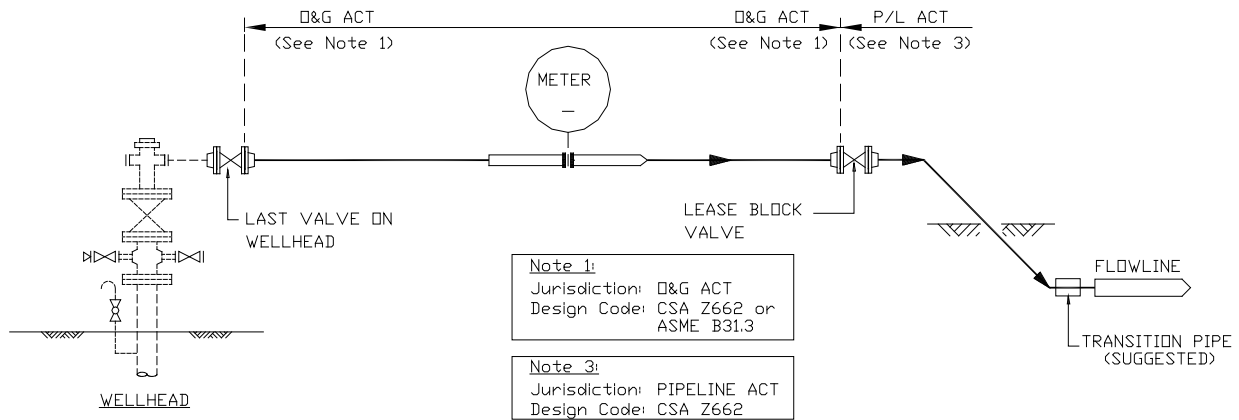 O&G ACT
(See Note 1)
O&G ACT
(See Note 1)
P/L ACT
(See Note 3)
METER
LAST VALVE ON
WELLHEAD
LEASE BLOCK
VALVE
FLOWLINE
TRANSITION PIPE
(SUGGESTED)
WELLHEAD
Note 1:
Jurisdiction: O&G ACT
Design Code: CSA Z662 or
ASME B31.3
Note 3:
Jurisdiction: PIPELINE ACT
Design Code: CSA Z662